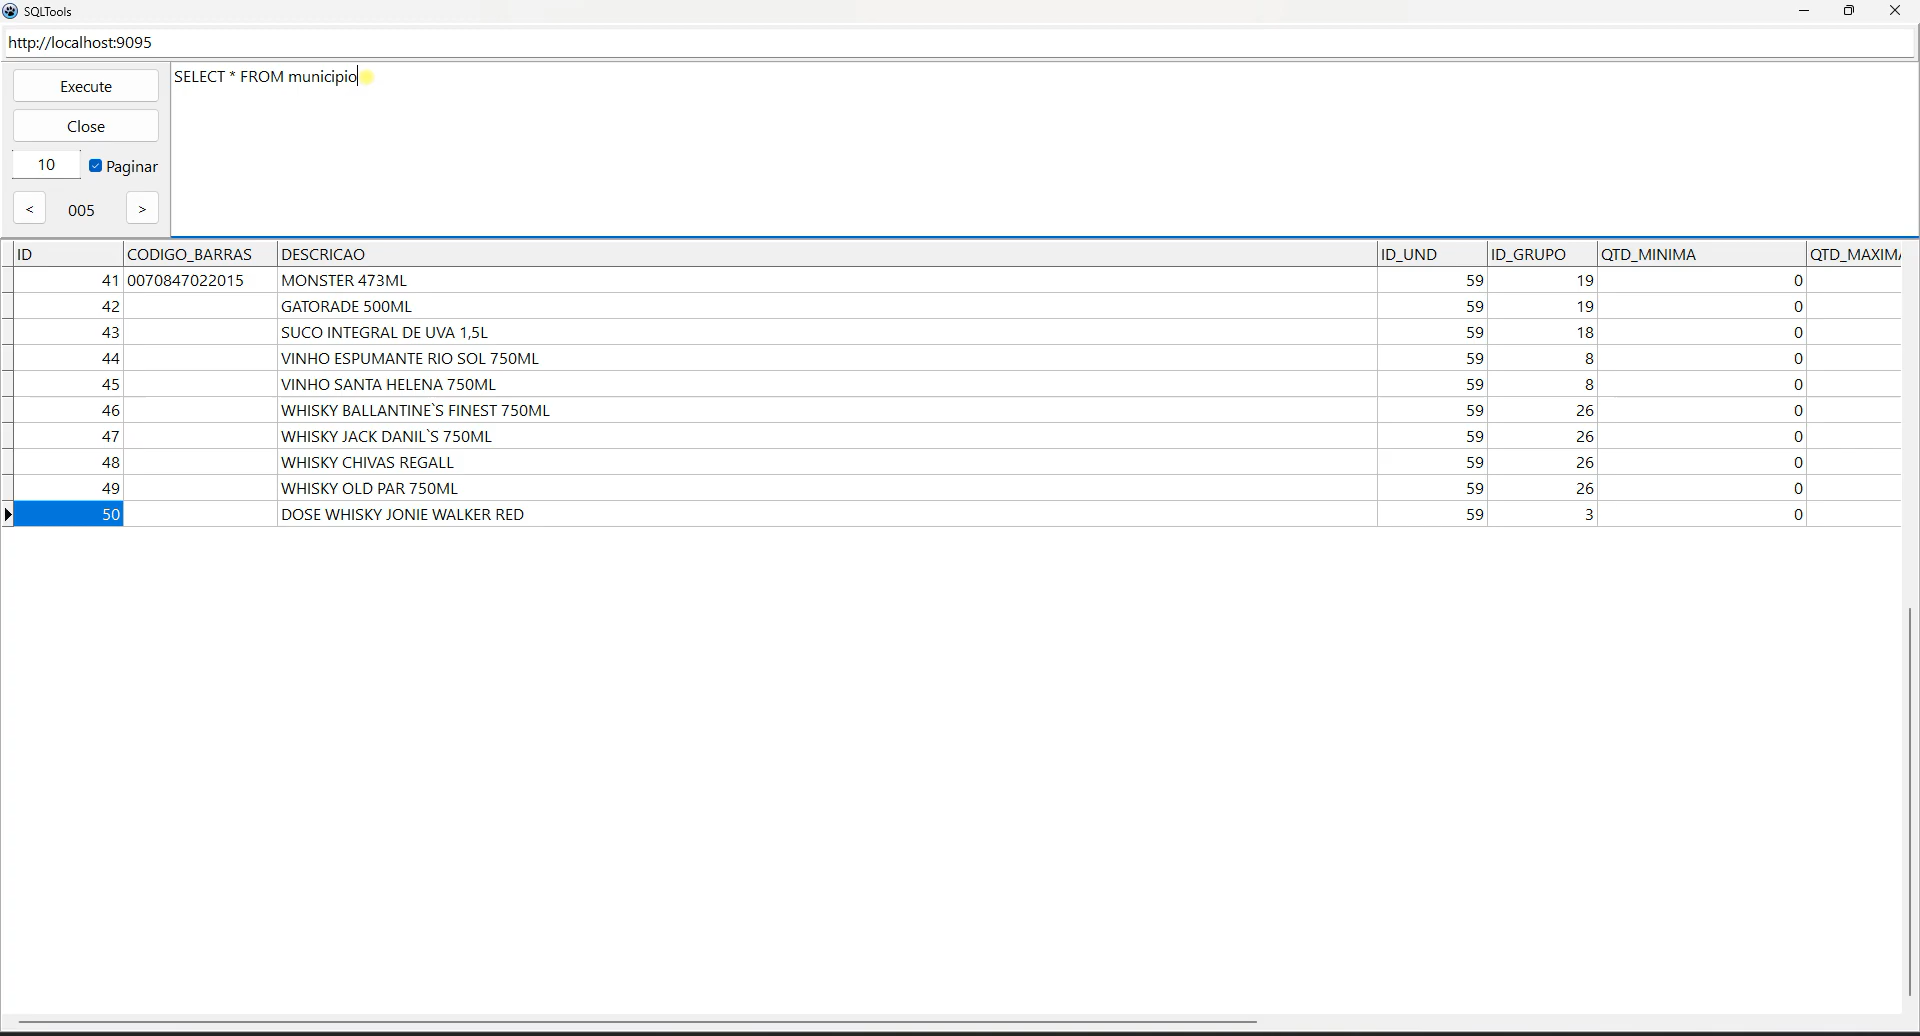 SQLTools
http://localhost:9095
Execute
SELECT * FROM municipio
Close
10 Paginar
< 005 >
ID CODIGO_BARRAS DESCRICAO ID_UND ID_GRUPO QTD_MINIMA QTD_MAXIMA
41 0070847022015 MONSTER 473ML 59 19 0
42 GATORADE 500ML 59 19 0
43 SUCO INTEGRAL DE UVA 1,5L 59 18 0
44 VINHO ESPUMANTE RIO SOL 750ML 59 8 0
45 VINHO SANTA HELENA 750ML 59 8 0
46 WHISKY BALLANTINE`S FINEST 750ML 59 26 0
47 WHISKY JACK DANIL`S 750ML 59 26 0
48 WHISKY CHIVAS REGALL 59 26 0
49 WHISKY OLD PAR 750ML 59 26 0
50 DOSE WHISKY JONIE WALKER RED 59 3 0